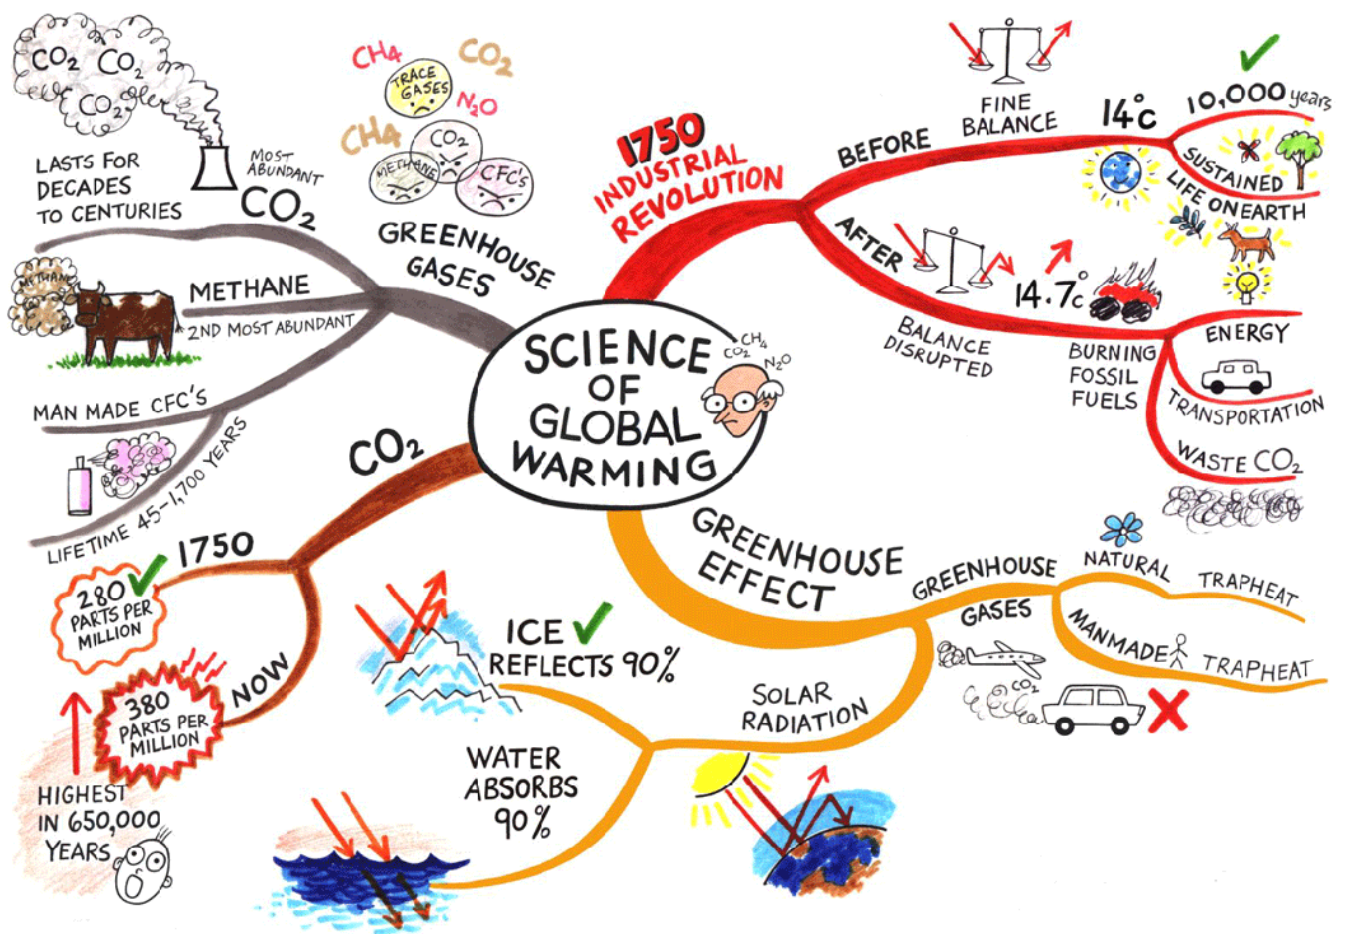 SCIENCE
OF
GLOBAL
WARMING
CO2
CH4
N2O
1750
INDUSTRIAL
REVOLUTION
BEFORE
FINE
BALANCE
14°c
10,000 years
SUSTAINED
LIFE ON EARTH
AFTER
BALANCE
DISRUPTED
14.7°c
BURNING
FOSSIL
FUELS
ENERGY
TRANSPORTATION
WASTE CO2
GREENHOUSE
EFFECT
GREENHOUSE
GASES
NATURAL
TRAPHEAT
MANMADE
TRAPHEAT
CO2
SOLAR
RADIATION
ICE
REFLECTS 90%
WATER
ABSORBS
90%
CO2
1750
280
PARTS PER
MILLION
NOW
380
PARTS PER
MILLION
HIGHEST
IN 650,000
YEARS
GREENHOUSE
GASES
CH4
CO2
TRACE
GASES
N2O
CH4
CO2
METHANE
CFC'S
CO2
MOST
ABUNDANT
CO2 CO2
CO2
LASTS FOR
DECADES
TO CENTURIES
METHANE
2ND MOST ABUNDANT
METHANE
MAN MADE CFC'S
LIFETIME 45-1,700 YEARS